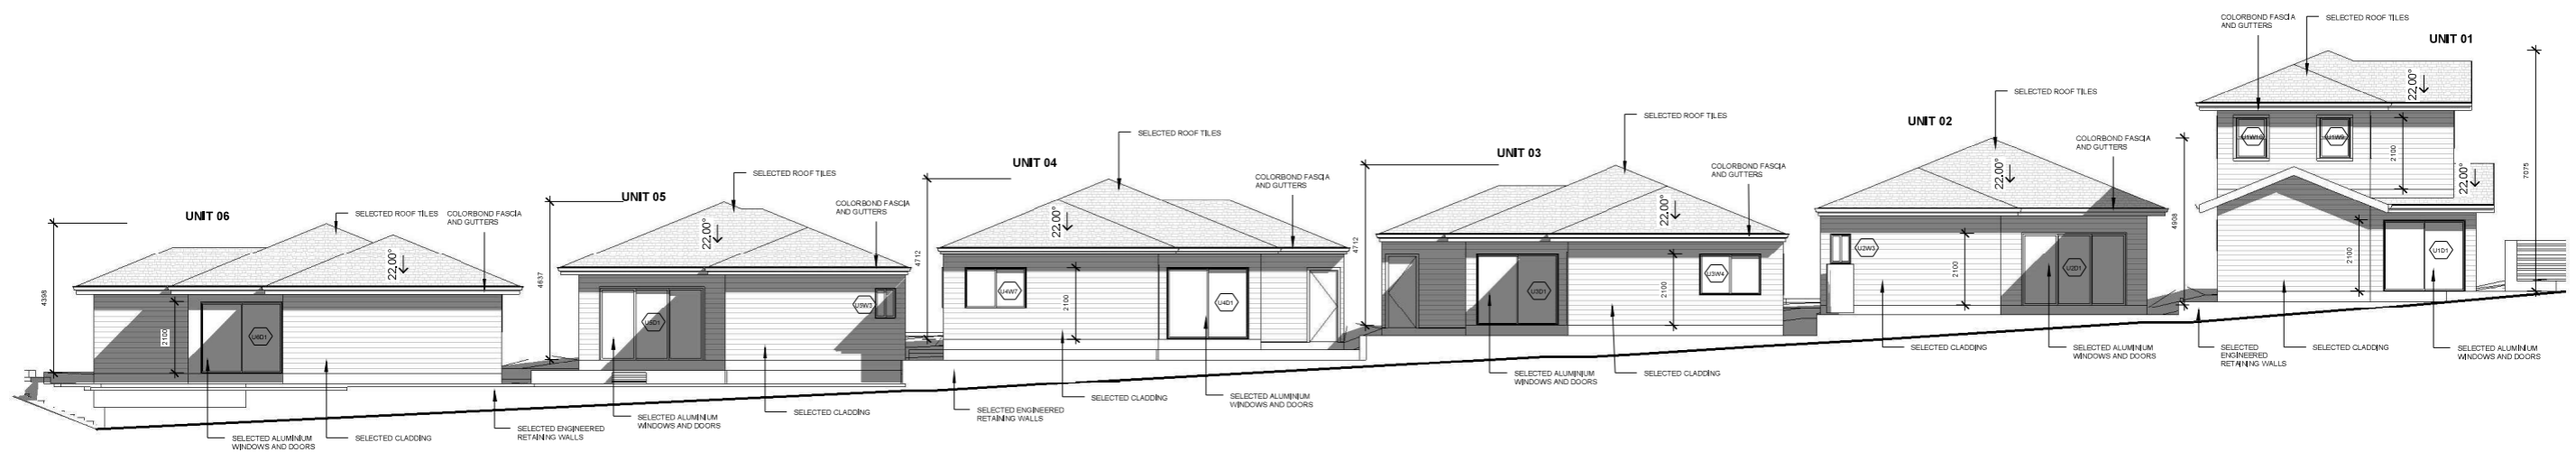 UNIT 06
SELECTED ROOF TILES
COLORBOND FASCIA
AND GUTTERS
22.00°
4398
2100
U6D1
SELECTED ALUMINIUM
WINDOWS AND DOORS
SELECTED CLADDING
SELECTED ENGINEERED
RETAINING WALLS
UNIT 05
SELECTED ROOF TILES
COLORBOND FASCIA
AND GUTTERS
22.00°
4637
U5D1
U5W3
SELECTED ALUMINIUM
WINDOWS AND DOORS
SELECTED CLADDING
UNIT 04
SELECTED ROOF TILES
COLORBOND FASCIA
AND GUTTERS
22.00°
4712
U4W7
2100
U4D1
SELECTED ENGINEERED
RETAINING WALLS
SELECTED CLADDING
SELECTED ALUMINIUM
WINDOWS AND DOORS
UNIT 03
SELECTED ROOF TILES
COLORBOND FASCIA
AND GUTTERS
22.00°
4712
U3D1
2100
U3W4
SELECTED ALUMINIUM
WINDOWS AND DOORS
SELECTED CLADDING
UNIT 02
SELECTED ROOF TILES
COLORBOND FASCIA
AND GUTTERS
22.00°
4908
U2W3
2100
U2D1
SELECTED CLADDING
SELECTED ALUMINIUM
WINDOWS AND DOORS
SELECTED
ENGINEERED
RETAINING WALLS
UNIT 01
COLORBOND FASCIA
AND GUTTERS
SELECTED ROOF TILES
22.00°
7075
U1W10
U1W9
2100
22.00°
2100
U1D1
SELECTED CLADDING
SELECTED ALUMINIUM
WINDOWS AND DOORS